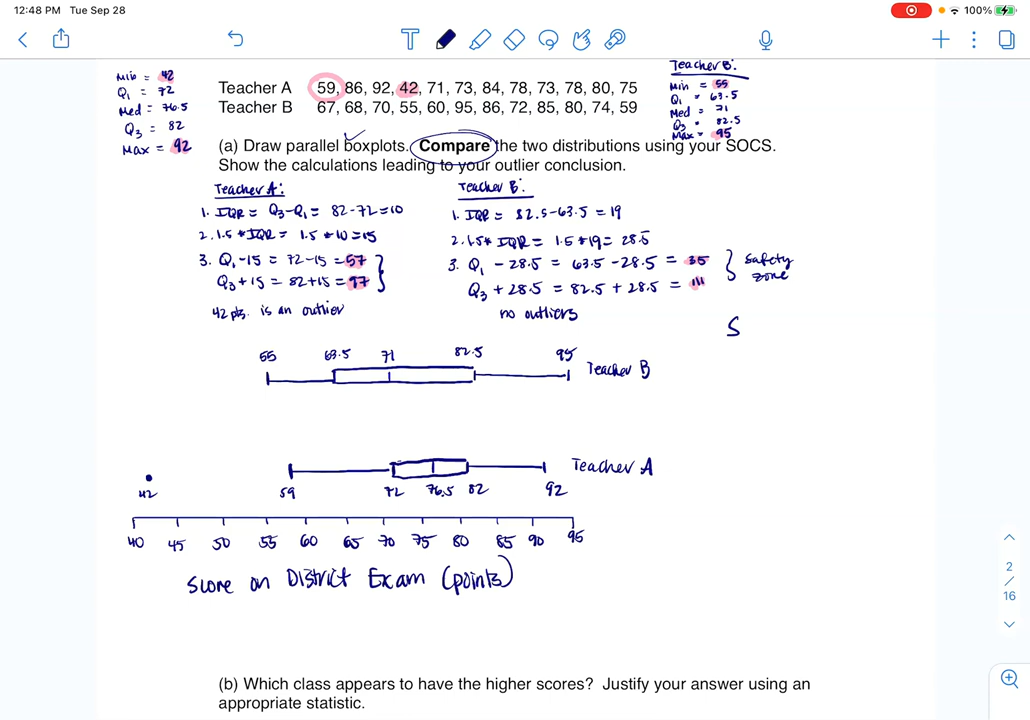 12:48 PM Tue Sep 28
100%
Min = 42
Q1 = 72
Med = 76.5
Q3 = 82
Max = 92
Teacher A 59, 86, 92, 42, 71, 73, 84, 78, 73, 78, 80, 75
Teacher B 67, 68, 70, 55, 60, 95, 86, 72, 85, 80, 74, 59
Teacher B:
Min = 55
Q1 = 63.5
Med = 71
Q3 = 82.5
Max = 95
(a) Draw parallel boxplots. Compare the two distributions using your SOCS.
Show the calculations leading to your outlier conclusion.
Teacher A:
1. IQR = Q3-Q1 = 82-72=10
2. 1.5 * IQR = 1.5 * 10 = 15
3. Q1-15 = 72-15 = 57
Q3+15 = 82+15 = 97
42 pts. is an outlier
Teacher B:
1. IQR = 82.5-63.5 = 19
2. 1.5* IQR = 1.5 * 19 = 28.5
3. Q1 - 28.5 = 63.5 - 28.5 = 35
Q3 + 28.5 = 82.5 + 28.5 = 111
no outliers
safety
zone
S
55 63.5 71 82.5 95
Teacher B
Teacher A
42 59 72 76.5 82 92
40 45 50 55 60 65 70 75 80 85 90 95
Score on District Exam (points)
2
/
16
(b) Which class appears to have the higher scores? Justify your answer using an
appropriate statistic.